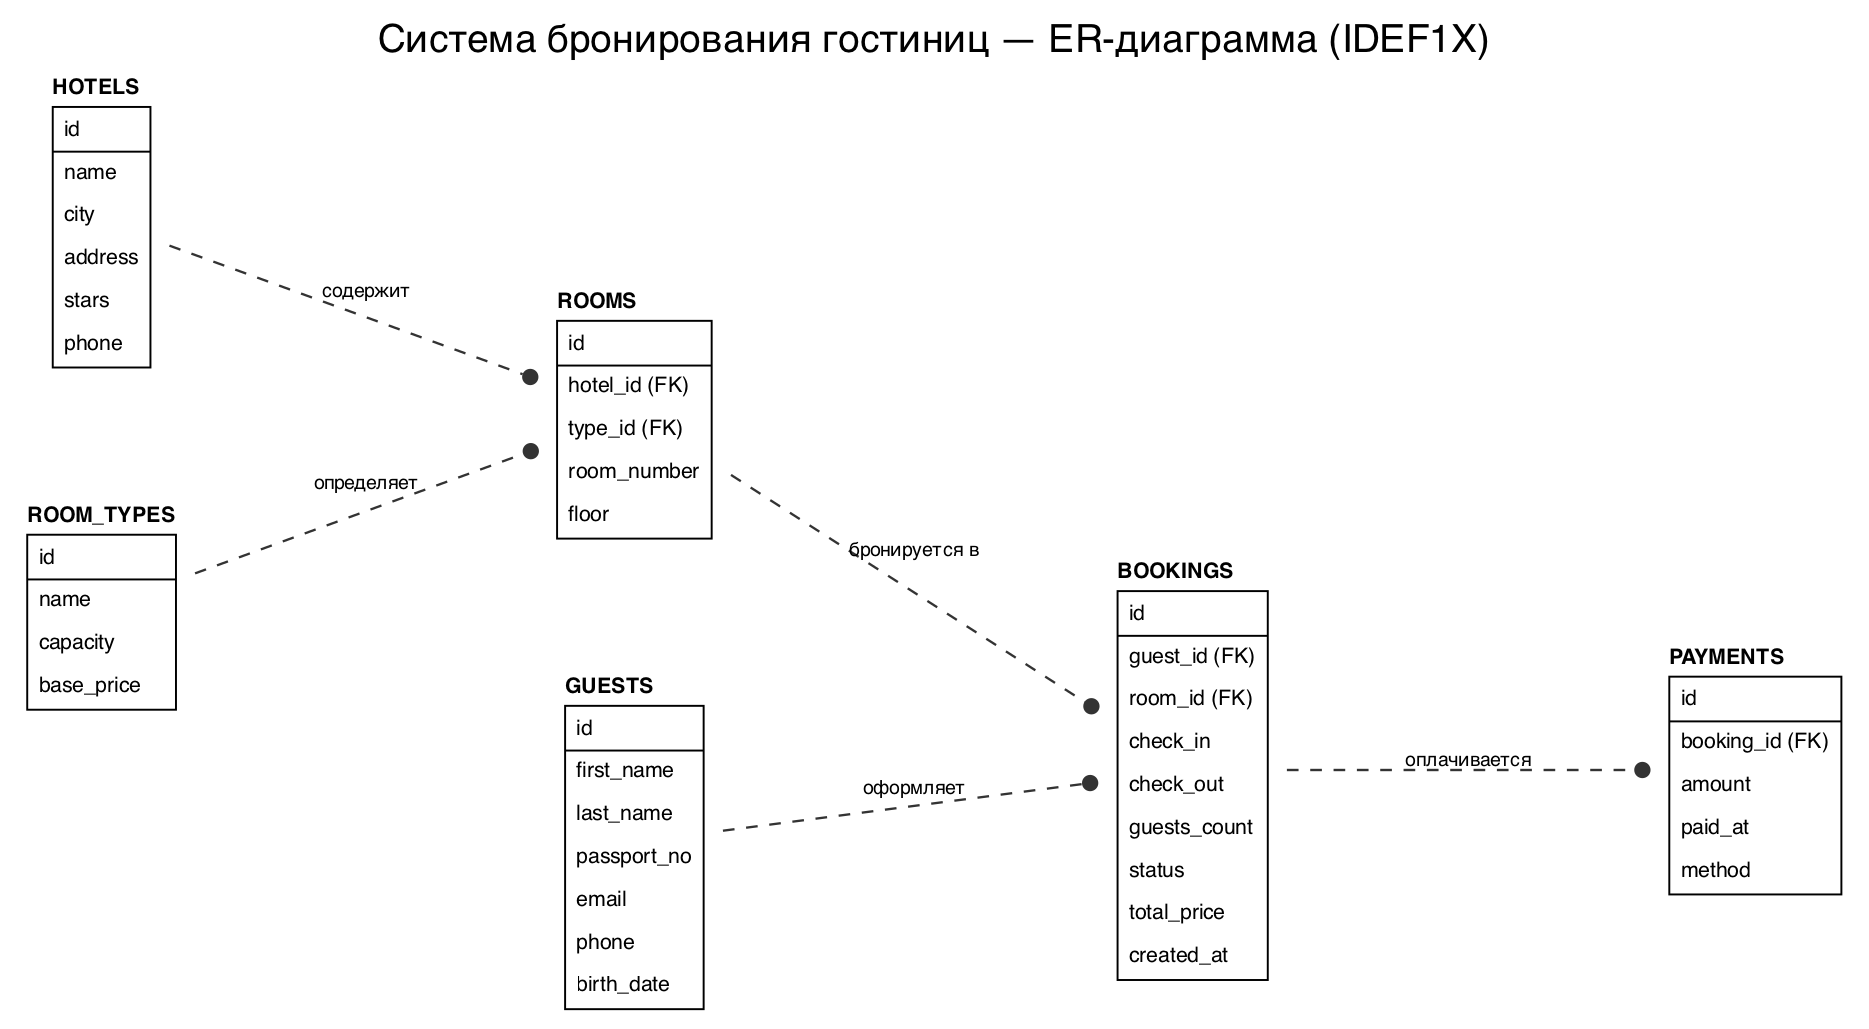 Система бронирования гостиниц — ER-диаграмма (IDEF1X)
HOTELS
id
name
city
address
stars
phone
содержит
ROOM_TYPES
id
name
capacity
base_price
определяет
ROOMS
id
hotel_id (FK)
type_id (FK)
room_number
floor
бронируется в
GUESTS
id
first_name
last_name
passport_no
email
phone
birth_date
оформляет
BOOKINGS
id
guest_id (FK)
room_id (FK)
check_in
check_out
guests_count
status
total_price
created_at
оплачивается
PAYMENTS
id
booking_id (FK)
amount
paid_at
method